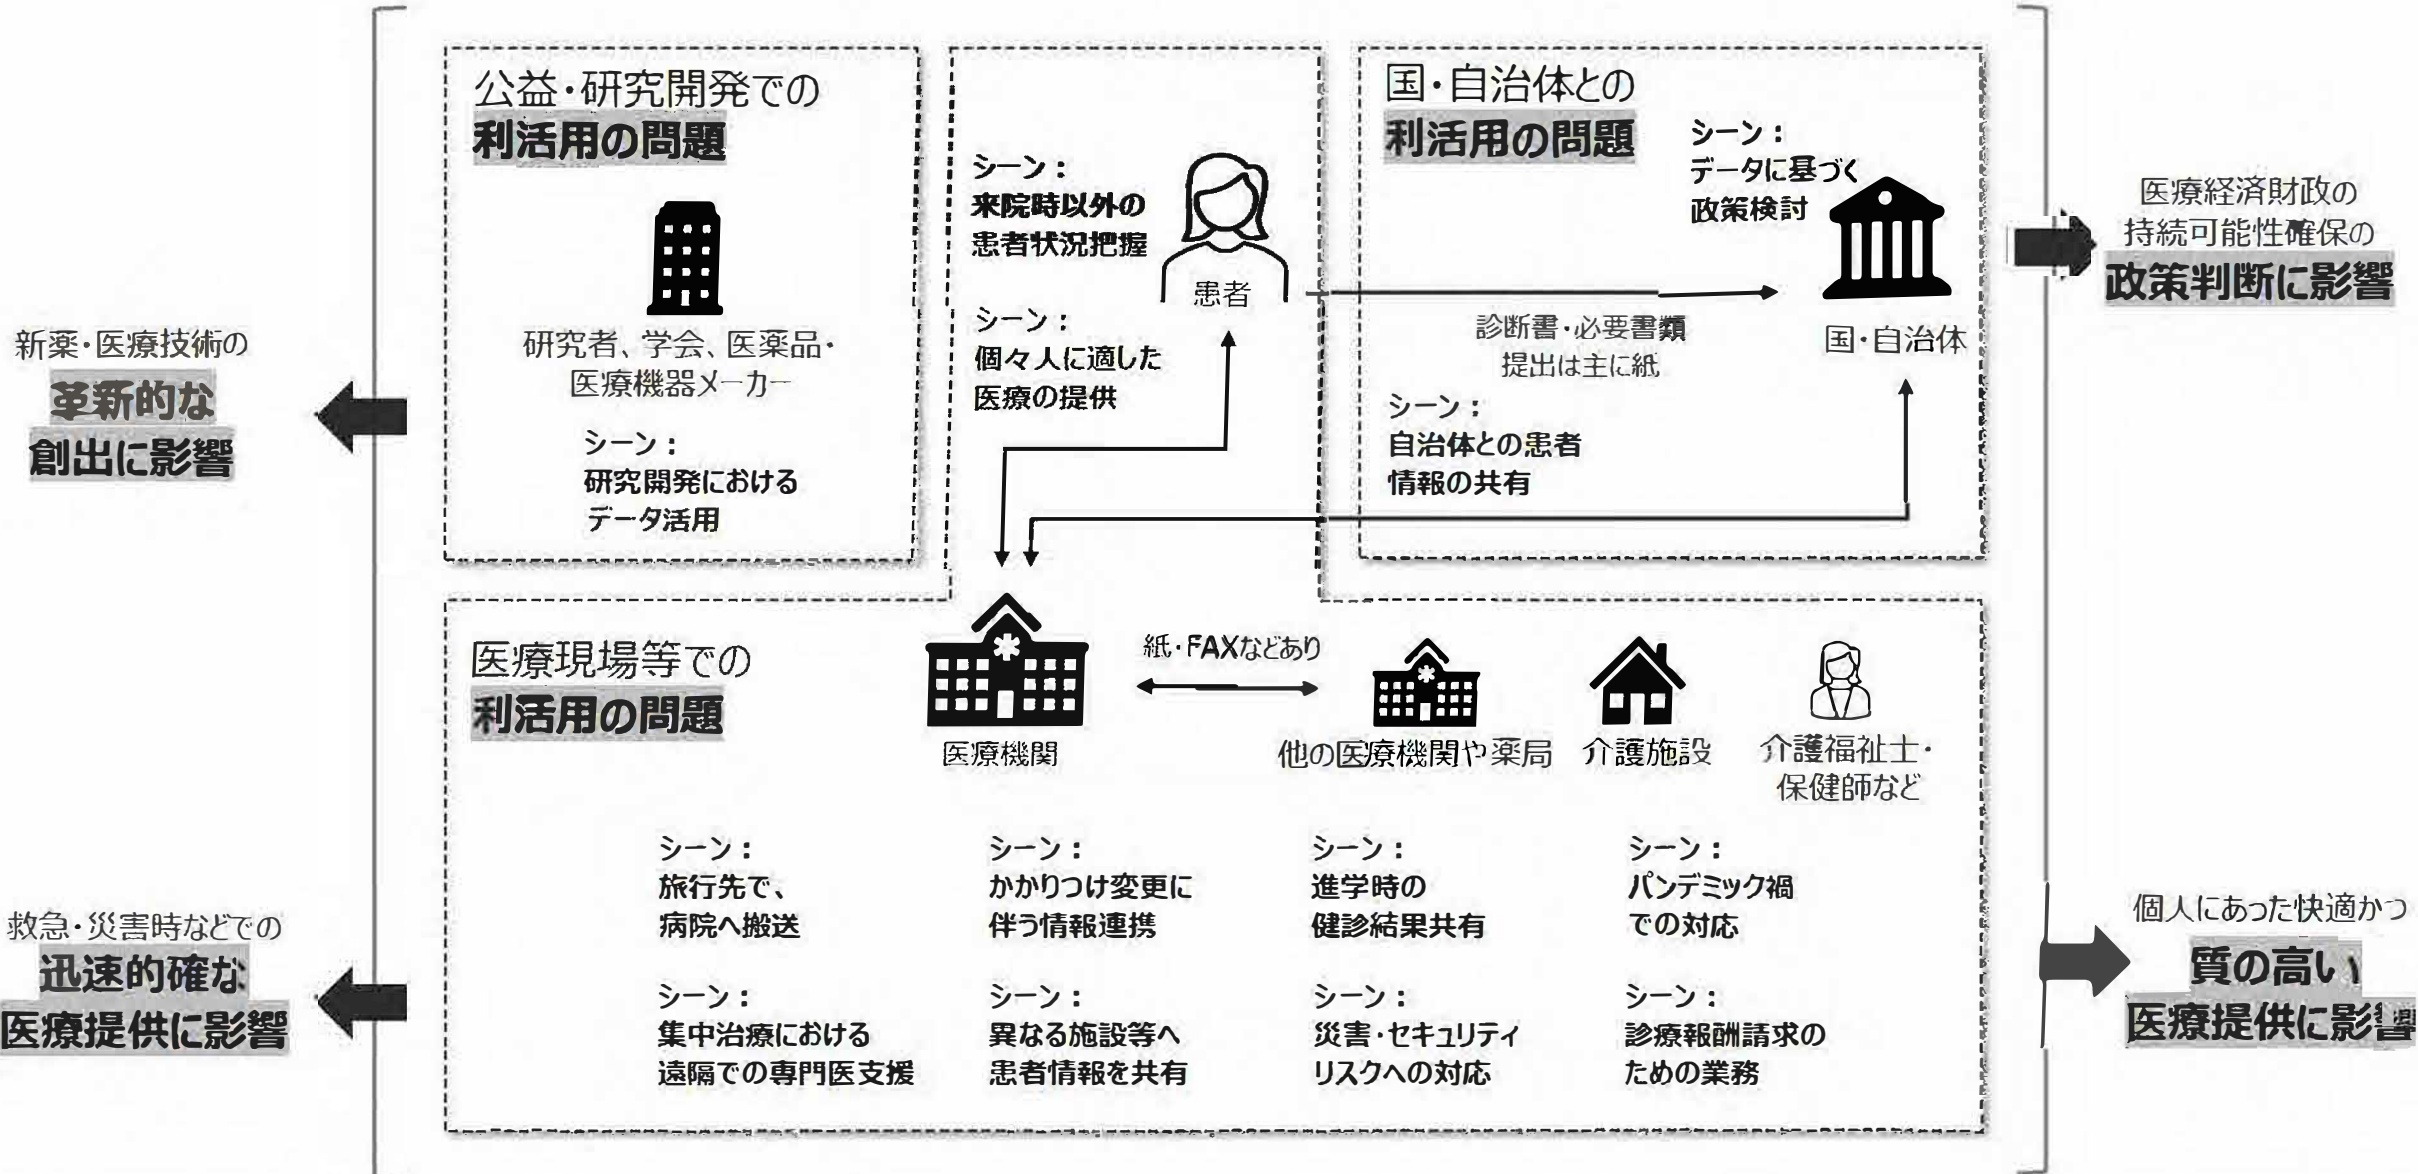 公益・研究開発での
利活用の問題
研究者、学会、医薬品・
医療機器メーカー
シーン：
研究開発における
データ活用
シーン：
来院時以外の
患者状況把握
患者
シーン：
個々人に適した
医療の提供
国・自治体との
利活用の問題
シーン：
データに基づく
政策検討
診断書・必要書類
提出は主に紙
国・自治体
シーン：
自治体との患者
情報の共有
医療現場等での
利活用の問題
医療機関
紙・FAXなどあり
他の医療機関や薬局
介護施設
介護福祉士・
保健師など
シーン：
旅行先で、
病院へ搬送
シーン：
かかりつけ変更に
伴う情報連携
シーン：
進学時の
健診結果共有
シーン：
パンデミック禍
での対応
シーン：
集中治療における
遠隔での専門医支援
シーン：
異なる施設等へ
患者情報を共有
シーン：
災害・セキュリティ
リスクへの対応
シーン：
診療報酬請求の
ための業務
新薬・医療技術の
革新的な
創出に影響
救急・災害時などでの
迅速的確な
医療提供に影響
医療経済財政の
持続可能性確保の
政策判断に影響
個人にあった快適かつ
質の高い
医療提供に影響